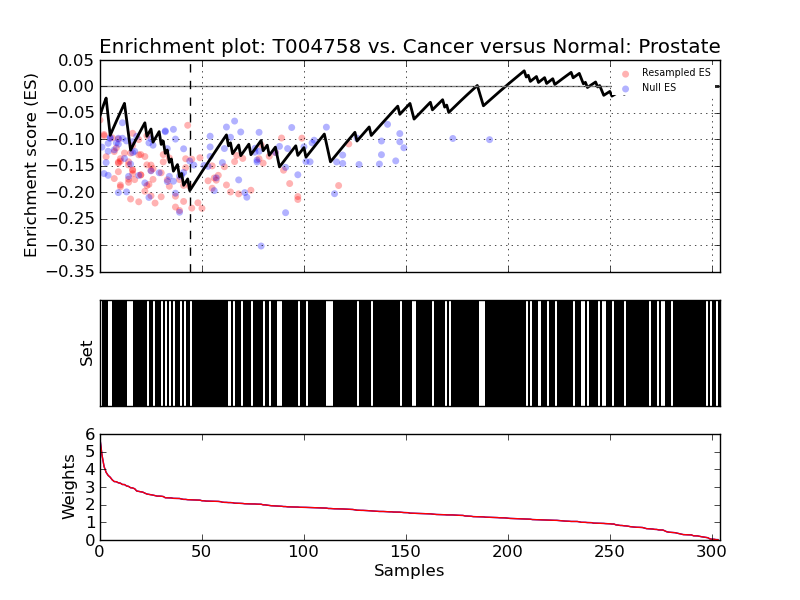 Enrichment plot: T004758 vs. Cancer versus Normal: Prostate
Enrichment score (ES)
0.05
0.00
−0.05
−0.10
−0.15
−0.20
−0.25
−0.30
−0.35
Resampled ES
Null ES
Set
Weights
6
5
4
3
2
1
0
0 50 100 150 200 250 300
Samples